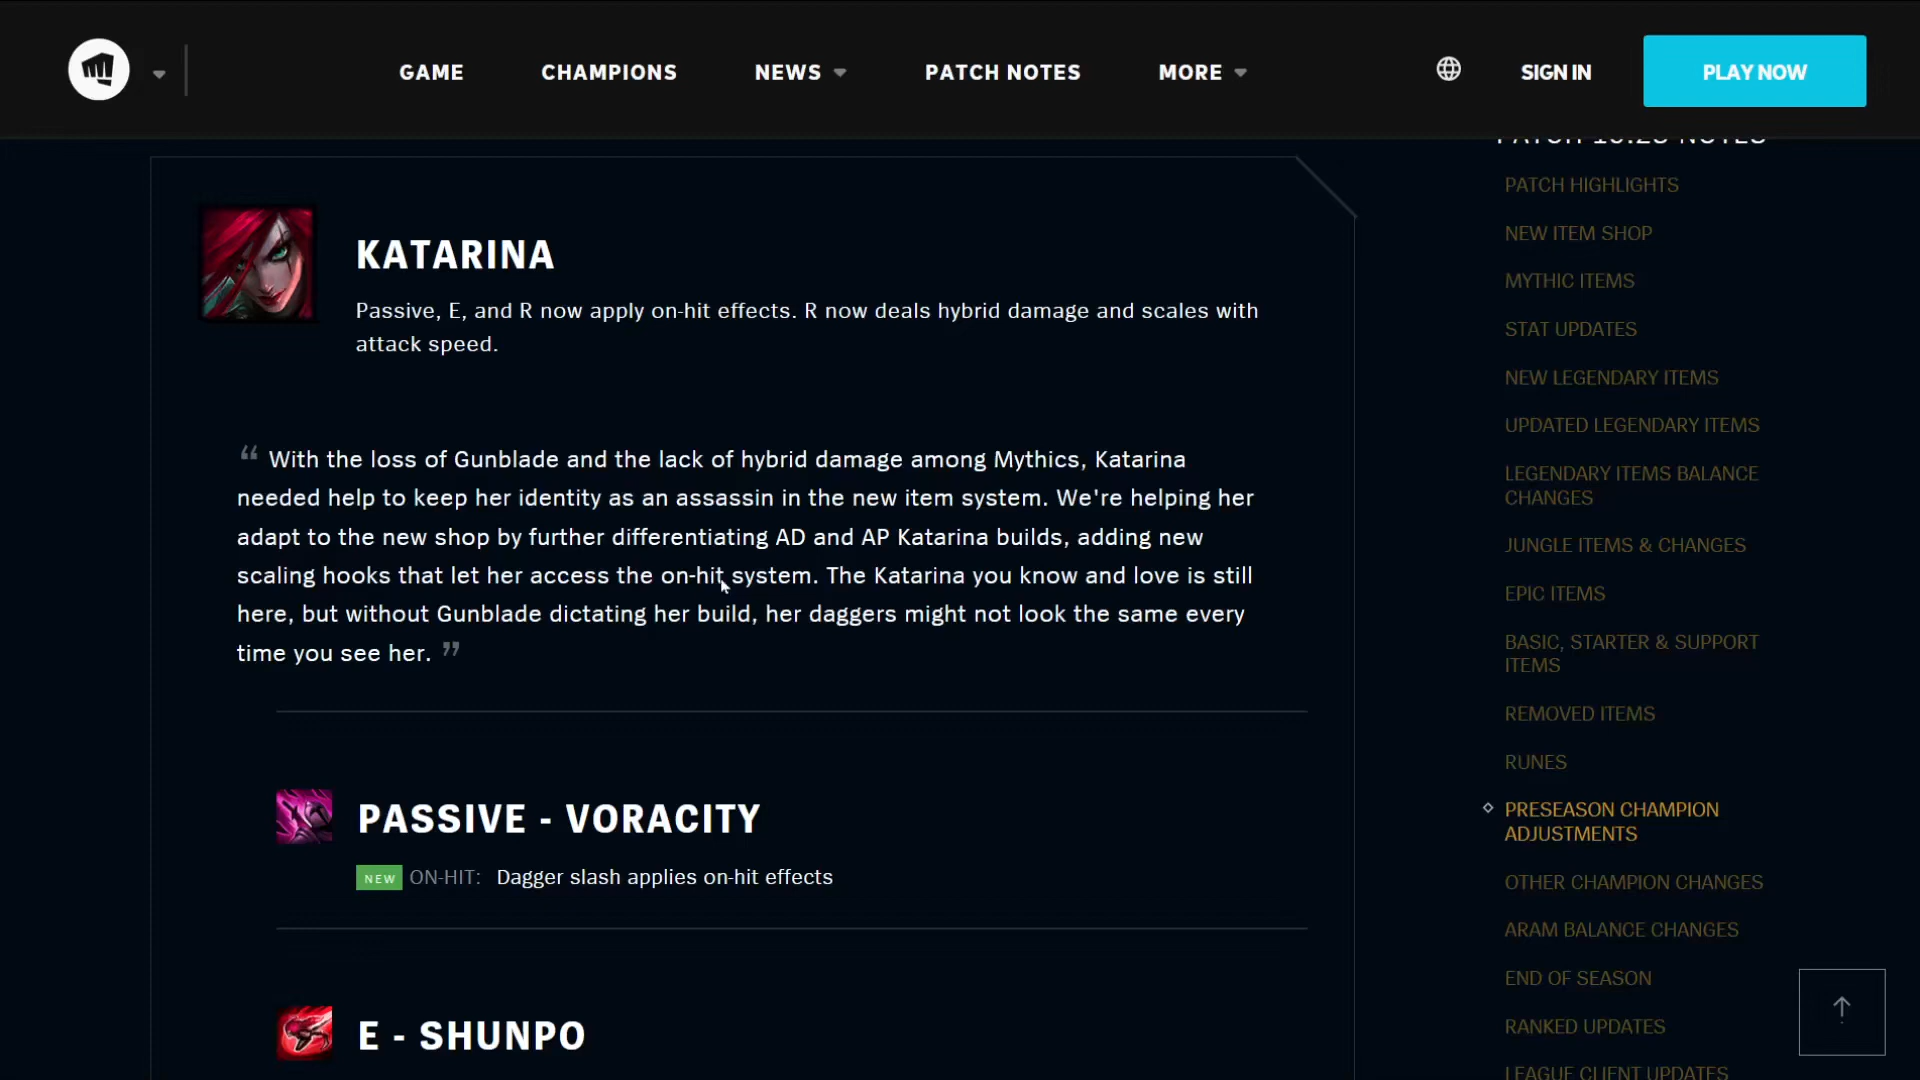 GAME
CHAMPIONS
NEWS
PATCH NOTES
MORE
SIGN IN
PLAY NOW
KATARINA
Passive, E, and R now apply on-hit effects. R now deals hybrid damage and scales with
attack speed.
“ With the loss of Gunblade and the lack of hybrid damage among Mythics, Katarina
needed help to keep her identity as an assassin in the new item system. We're helping her
adapt to the new shop by further differentiating AD and AP Katarina builds, adding new
scaling hooks that let her access the on-hit system. The Katarina you know and love is still
here, but without Gunblade dictating her build, her daggers might not look the same every
time you see her. ”
PASSIVE - VORACITY
NEW ON-HIT: Dagger slash applies on-hit effects
E - SHUNPO
PATCH 10.23 NOTES
PATCH HIGHLIGHTS
NEW ITEM SHOP
MYTHIC ITEMS
STAT UPDATES
NEW LEGENDARY ITEMS
UPDATED LEGENDARY ITEMS
LEGENDARY ITEMS BALANCE
CHANGES
JUNGLE ITEMS & CHANGES
EPIC ITEMS
BASIC, STARTER & SUPPORT
ITEMS
REMOVED ITEMS
RUNES
PRESEASON CHAMPION
ADJUSTMENTS
OTHER CHAMPION CHANGES
ARAM BALANCE CHANGES
END OF SEASON
RANKED UPDATES
LEAGUE CLIENT UPDATES